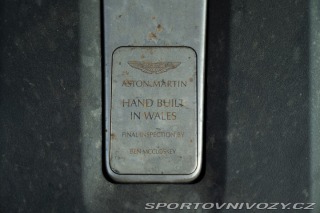 ASTON MARTIN
HAND BUILT
IN WALES
FINAL INSPECTION BY
SPORTOVNIVOZY.CZ